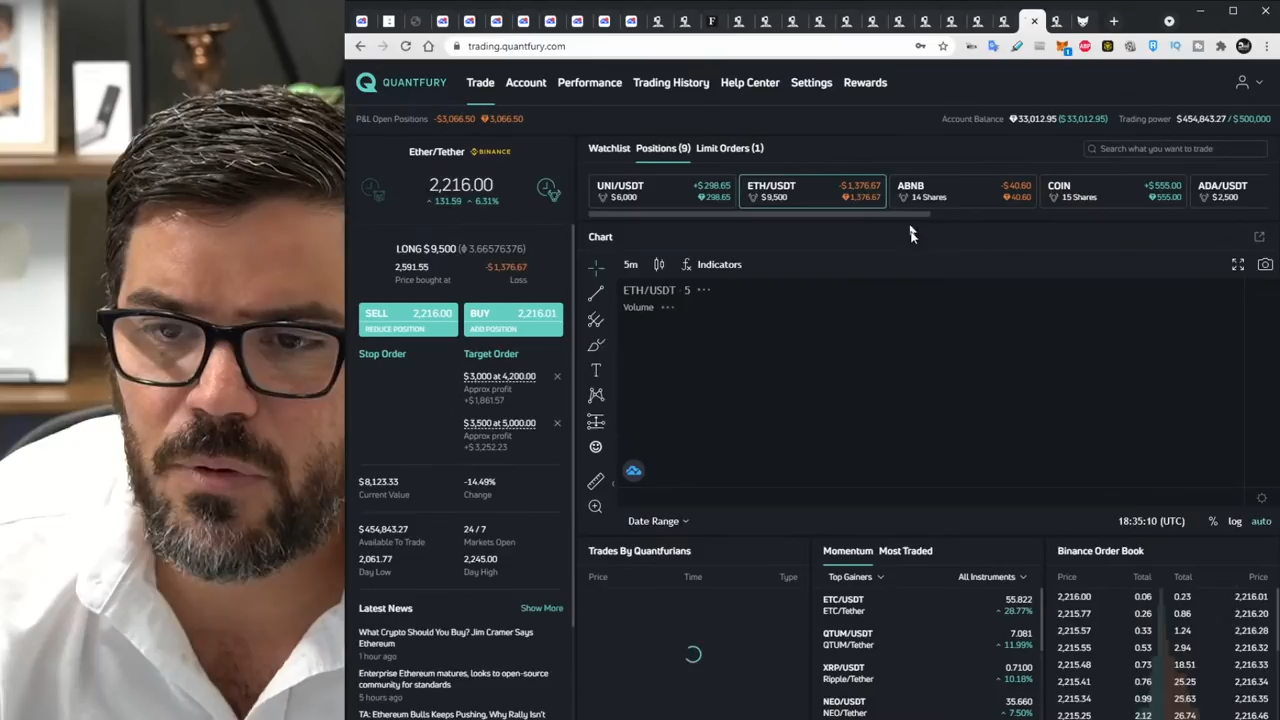 trading.quantfury.com
QUANTFURY Trade Account Performance Trading History Help Center Settings Rewards
P&L Open Positions -$3,066.50 3,066.50 Account Balance 33,012.95 ($33,012.95) Trading power $454,843.27 / $500,000
Ether/Tether BINANCE
2,216.00
131.59 6.31%
LONG $9,500 (3.66576376)
2,591.55 -$1,376.67
Price bought at Loss
SELL 2,216.00 BUY 2,216.01
REDUCE POSITION ADD POSITION
Stop Order Target Order
$3,000 at 4,200.00
Approx profit
+$1,861.57
$3,500 at 5,000.00
Approx profit
+$3,252.23
$8,123.33 -14.49%
Current Value Change
$454,843.27 24 / 7
Available To Trade Markets Open
2,061.77 2,245.00
Day Low Day High
Latest News Show More
What Crypto Should You Buy? Jim Cramer Says
Ethereum
1 hour ago
Enterprise Ethereum matures, looks to open-source
community for standards
5 hours ago
TA: Ethereum Bulls Keeps Pushing, Why Rally Isn't
Watchlist Positions (9) Limit Orders (1) Search what you want to trade
UNI/USDT +$298.65 ETH/USDT -$1,376.67 ABNB -$40.60 COIN +$555.00 ADA/USDT
$6,000 298.65 $9,500 1,376.67 14 Shares 40.60 15 Shares 555.00 $2,500
Chart
5m Indicators
ETH/USDT 5
Volume
Date Range 18:35:10 (UTC) % log auto
Trades By Quantfurians
Price Time Type
Momentum Most Traded
Top Gainers All Instruments
ETC/USDT 55.822
ETC/Tether 28.77%
QTUM/USDT 7.081
QTUM/Tether 11.99%
XRP/USDT 0.7100
Ripple/Tether 10.18%
NEO/USDT 35.660
NEO/Tether 7.50%
Binance Order Book
Price Total Total Price
2,216.00 0.06 0.23 2,216.01
2,215.77 0.26 0.86 2,216.20
2,215.57 0.33 1.24 2,216.28
2,215.55 0.53 2.94 2,216.32
2,215.48 0.73 18.51 2,216.33
2,215.41 0.76 25.25 2,216.35
2,215.34 0.99 25.63 2,216.45
2,215.25 2.12 26.74 2,216.46